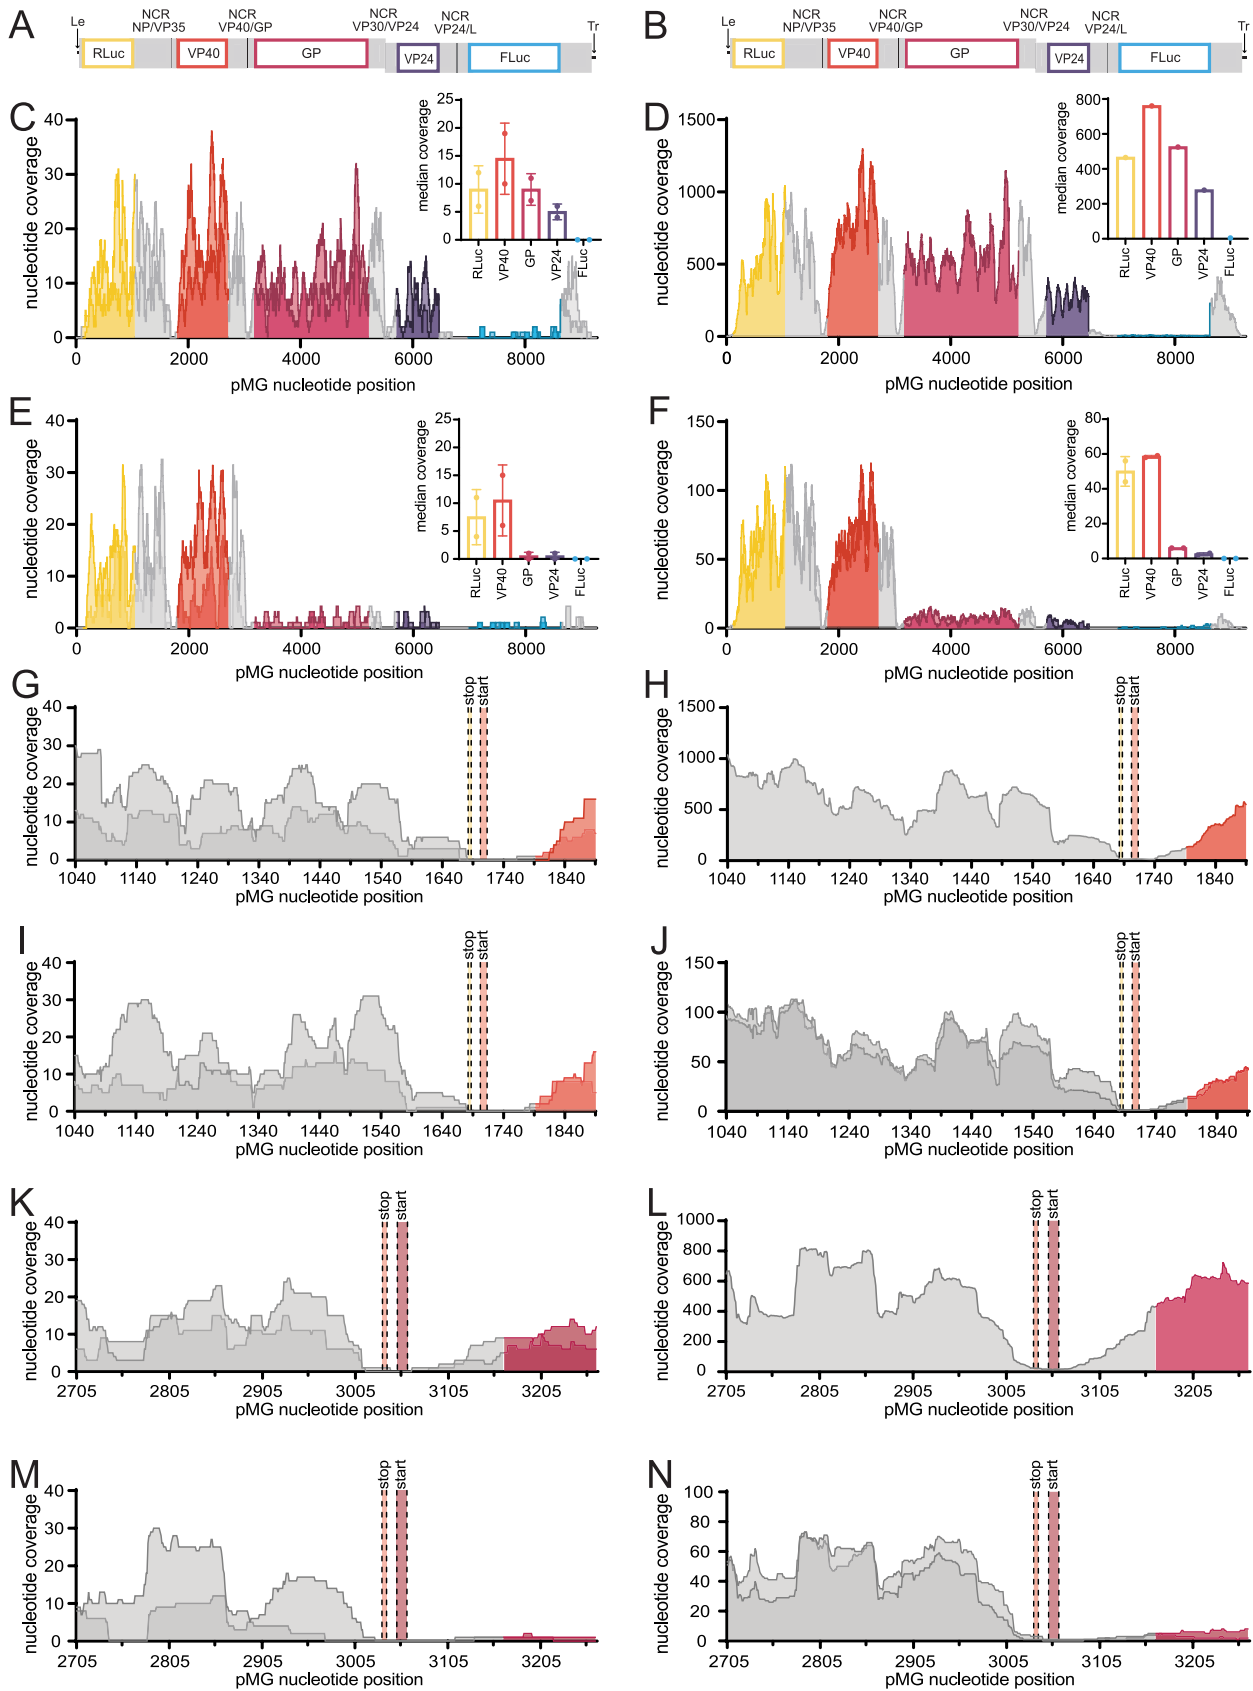 A
Le
NCR
NP/VP35
NCR
VP40/GP
NCR
VP30/VP24
NCR
VP24/L
Tr
RLuc
VP40
GP
VP24
FLuc
B
Le
NCR
NP/VP35
NCR
VP40/GP
NCR
VP30/VP24
NCR
VP24/L
Tr
RLuc
VP40
GP
VP24
FLuc
C
nucleotide coverage
40
30
20
10
0
0 2000 4000 6000 8000
pMG nucleotide position
median coverage
25
20
15
10
5
0
RLuc
VP40
GP
VP24
FLuc
D
nucleotide coverage
1500
1000
500
0
0 2000 4000 6000 8000
pMG nucleotide position
median coverage
800
600
400
200
0
RLuc
VP40
GP
VP24
FLuc
E
nucleotide coverage
40
30
20
10
0
0 2000 4000 6000 8000
pMG nucleotide position
median coverage
25
20
15
10
5
0
RLuc
VP40
GP
VP24
FLuc
F
nucleotide coverage
150
100
50
0
0 2000 4000 6000 8000
pMG nucleotide position
median coverage
80
60
40
20
0
RLuc
VP40
GP
VP24
FLuc
G
stop
start
nucleotide coverage
40
30
20
10
0
1040 1140 1240 1340 1440 1540 1640 1740 1840
pMG nucleotide position
H
stop
start
nucleotide coverage
1500
1000
500
0
1040 1140 1240 1340 1440 1540 1640 1740 1840
pMG nucleotide position
I
stop
start
nucleotide coverage
40
30
20
10
0
1040 1140 1240 1340 1440 1540 1640 1740 1840
pMG nucleotide position
J
stop
start
nucleotide coverage
150
100
50
0
1040 1140 1240 1340 1440 1540 1640 1740 1840
pMG nucleotide position
K
stop
start
nucleotide coverage
40
30
20
10
0
2705 2805 2905 3005 3105 3205
pMG nucleotide position
L
stop
start
nucleotide coverage
1000
800
600
400
200
0
2705 2805 2905 3005 3105 3205
pMG nucleotide position
M
stop
start
nucleotide coverage
40
30
20
10
0
2705 2805 2905 3005 3105 3205
pMG nucleotide position
N
stop
start
nucleotide coverage
100
80
60
40
20
0
2705 2805 2905 3005 3105 3205
pMG nucleotide position